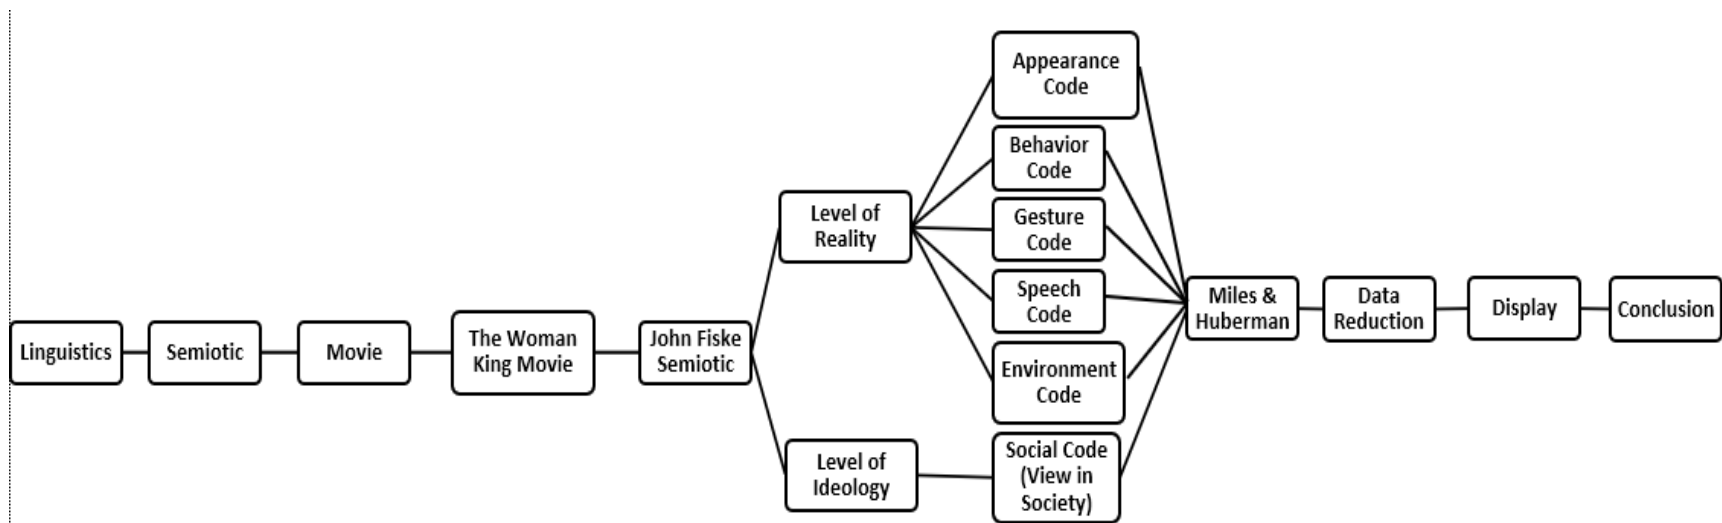 Linguistics
Semiotic
Movie
The Woman
King Movie
John Fiske
Semiotic
Level of
Reality
Level of
Ideology
Appearance
Code
Behavior
Code
Gesture
Code
Speech
Code
Environment
Code
Social Code
(View in
Society)
Miles &
Huberman
Data
Reduction
Display
Conclusion